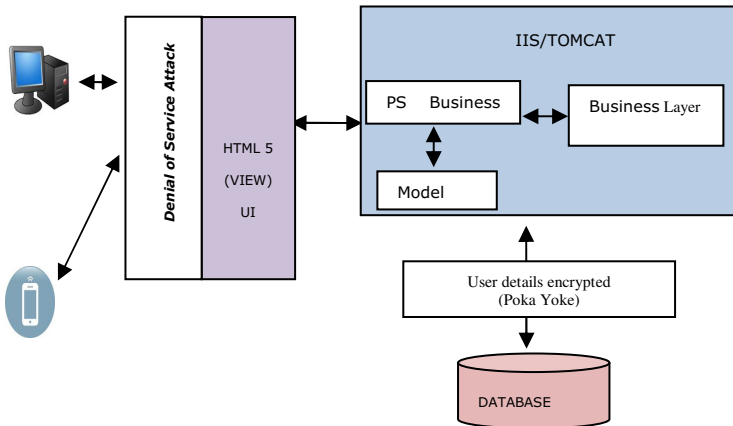 Denial of Service Attack
HTML 5
(VIEW)
UI
IIS/TOMCAT
PS Business
Business Layer
Model
User details encrypted
(Poka Yoke)
DATABASE